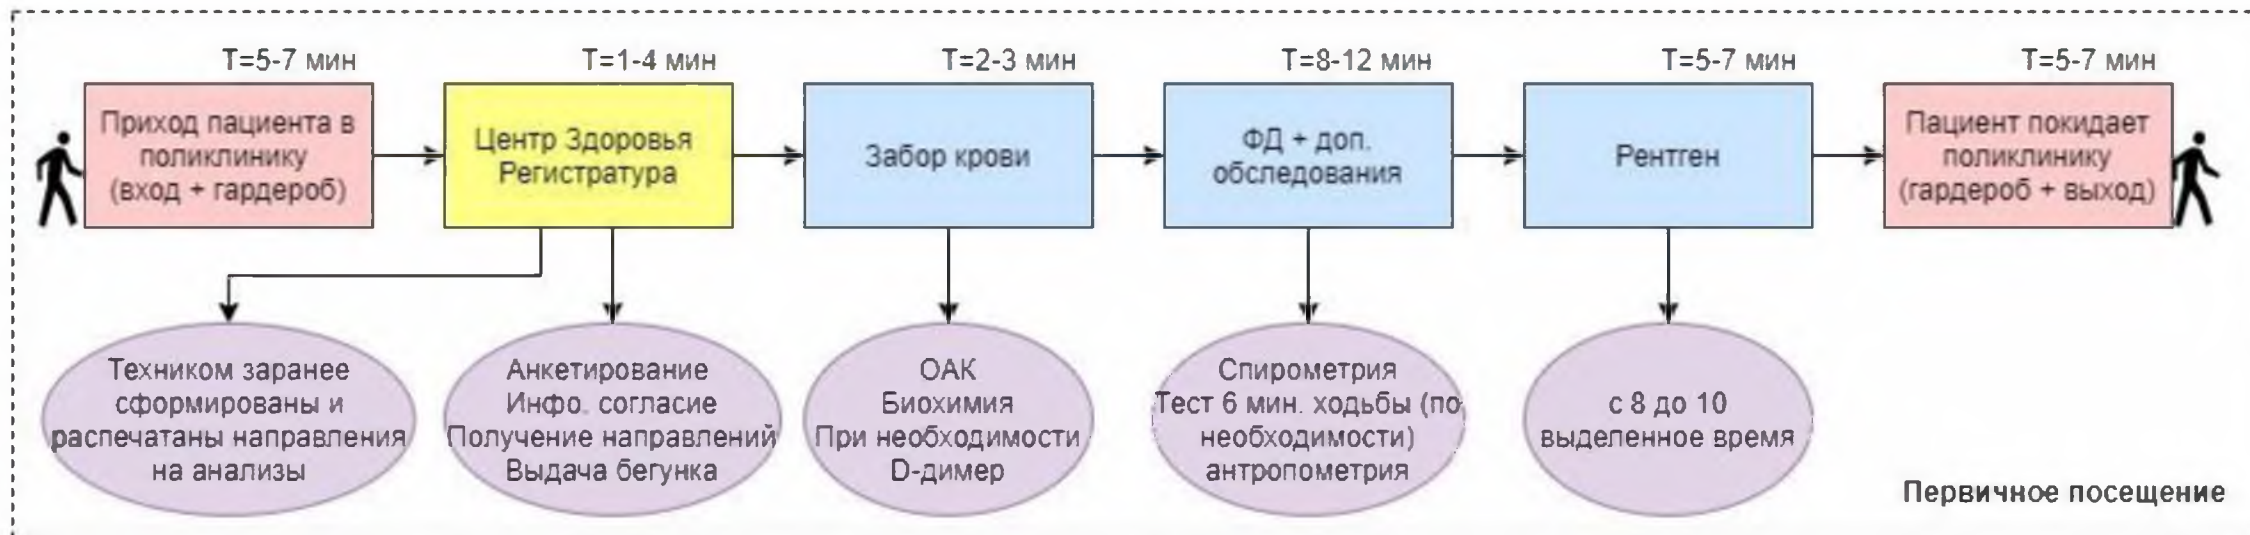 T=5-7 мин
T=1-4 мин
T=2-3 мин
T=8-12 мин
T=5-7 мин
T=5-7 мин
Приход пациента в
поликлинику
(вход + гардероб)
Центр Здоровья
Регистратура
Забор крови
ФД + доп.
обследования
Рентген
Пациент покидает
поликлинику
(гардероб + выход)
Техником заранее
сформированы и
распечатаны направления
на анализы
Анкетирование
Инфо. согласие
Получение направлений
Выдача бегунка
ОАК
Биохимия
При необходимости
D-димер
Спирометрия
Тест 6 мин. ходьбы (по
необходимости)
антропометрия
с 8 до 10
выделенное время
Первичное посещение